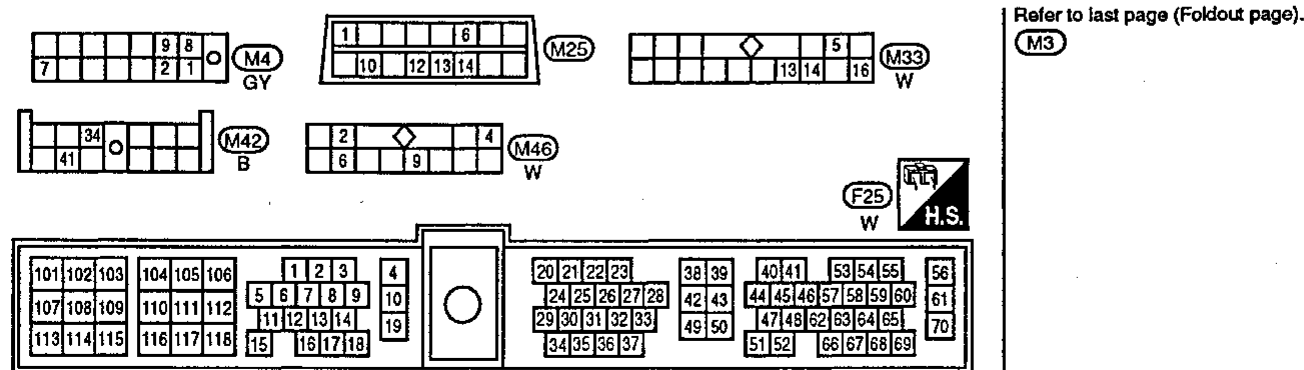 Refer to last page (Foldout page).
M3
9 8
7 2 1
M4
GY
1 6
10 12 13 14
M25
5
13 14 16
M33
W
34
41
M42
B
2 4
6 9
M46
W
F25
W
H.S.
101 102 103 104 105 106 1 2 3 4 20 21 22 23 38 39 40 41 53 54 55 56
107 108 109 110 111 112 5 6 7 8 9 10 24 25 26 27 28 42 43 44 45 46 57 58 59 60 61
113 114 115 116 117 118 11 12 13 14 19 29 30 31 32 33 49 50 47 48 62 63 64 65 70
15 16 17 18 34 35 36 37 51 52 66 67 68 69